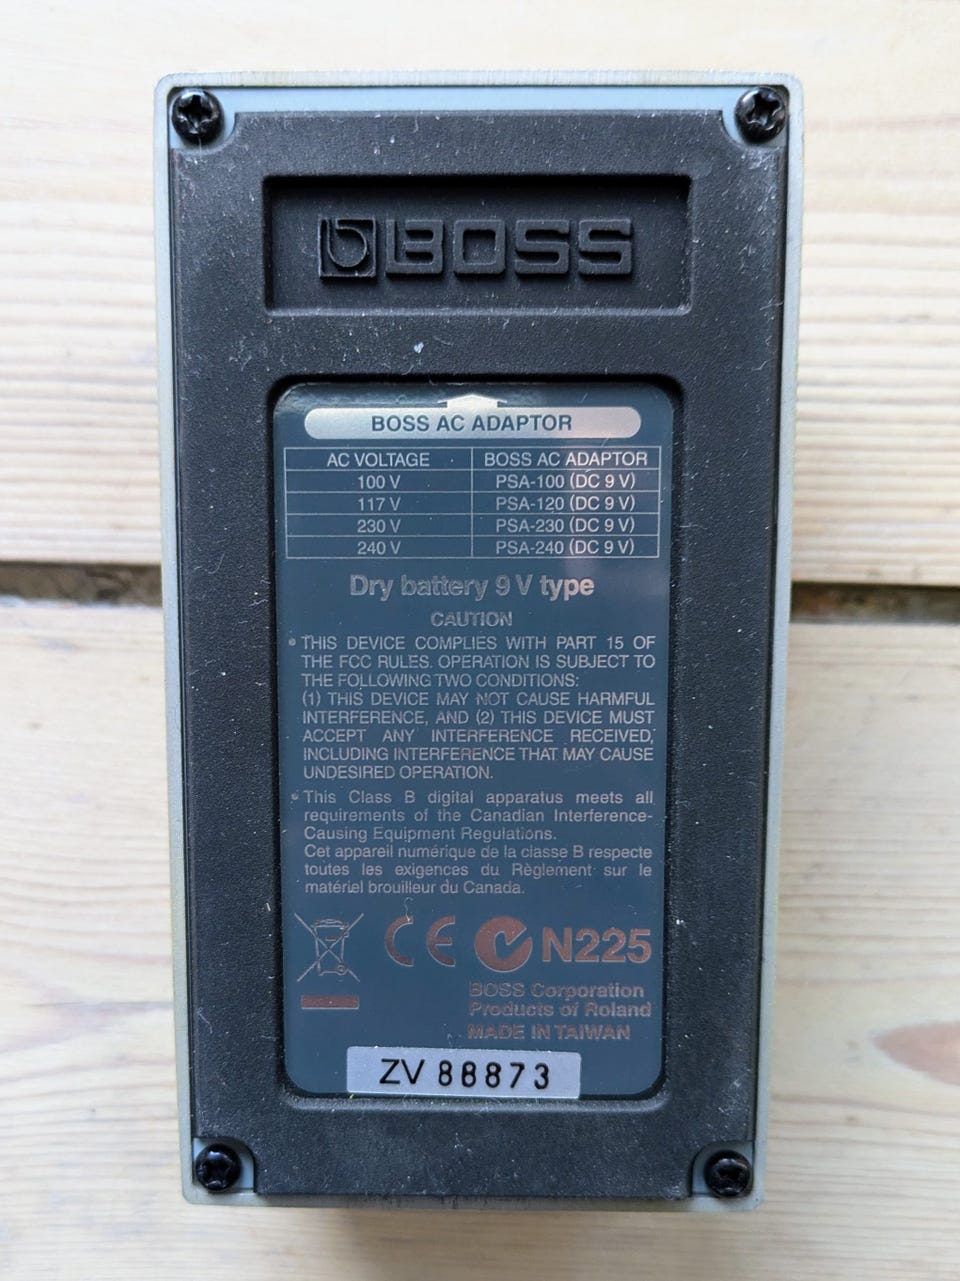 BOSS
BOSS AC ADAPTOR
AC VOLTAGE BOSS AC ADAPTOR
100 V PSA-100 (DC 9 V)
117 V PSA-120 (DC 9 V)
230 V PSA-230 (DC 9 V)
240 V PSA-240 (DC 9 V)
Dry battery 9 V type
CAUTION
• THIS DEVICE COMPLIES WITH PART 15 OF
THE FCC RULES. OPERATION IS SUBJECT TO
THE FOLLOWING TWO CONDITIONS:
(1) THIS DEVICE MAY NOT CAUSE HARMFUL
INTERFERENCE, AND (2) THIS DEVICE MUST
ACCEPT ANY INTERFERENCE RECEIVED,
INCLUDING INTERFERENCE THAT MAY CAUSE
UNDESIRED OPERATION.
• This Class B digital apparatus meets all
requirements of the Canadian Interference-
Causing Equipment Regulations.
Cet appareil numérique de la classe B respecte
toutes les exigences du Règlement sur le
matériel brouilleur du Canada.
CE N225
BOSS Corporation
Products of Roland
MADE IN TAIWAN
ZV 88873